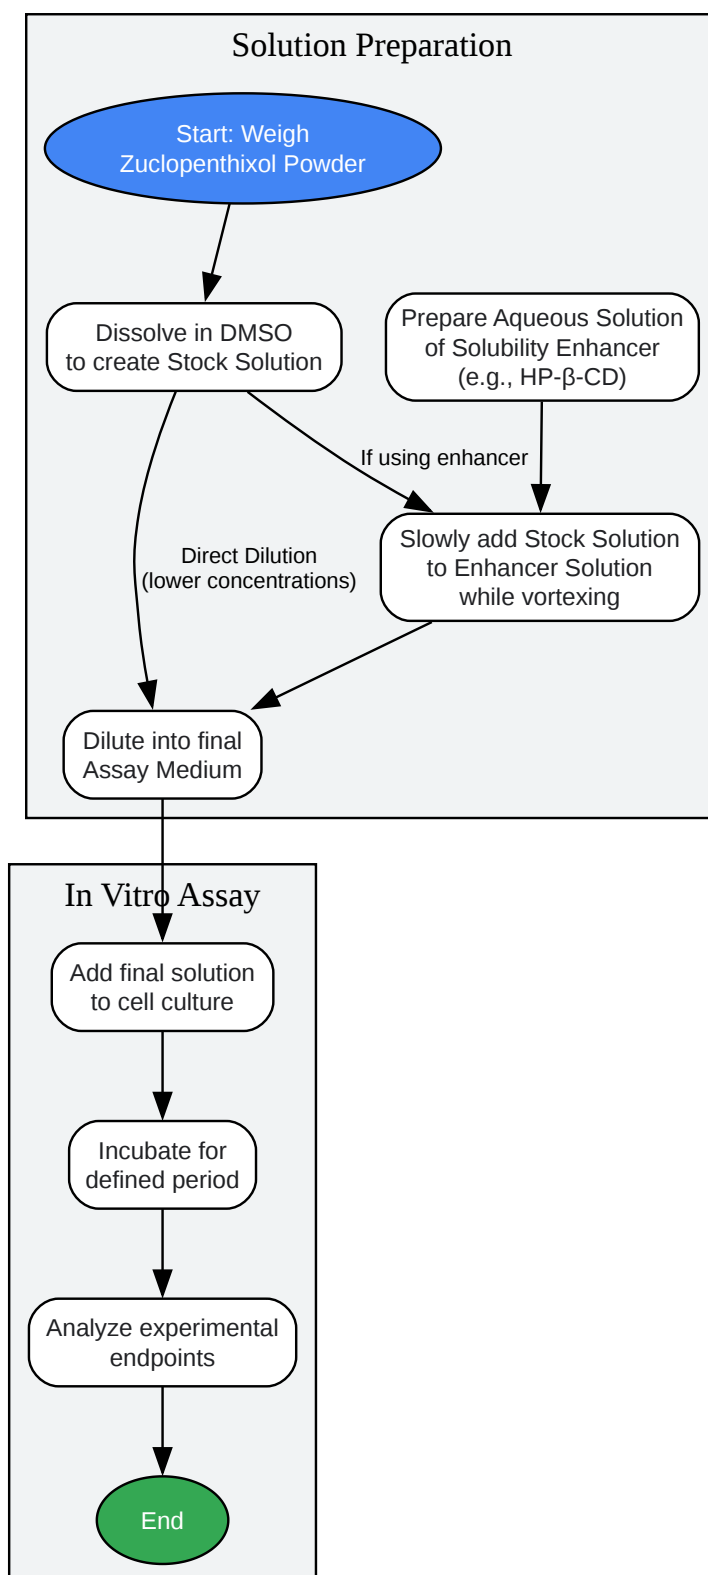 Solution Preparation
Start: Weigh
Zuclopenthixol Powder
Dissolve in DMSO
to create Stock Solution
Prepare Aqueous Solution
of Solubility Enhancer
(e.g., HP-β-CD)
If using enhancer
Direct Dilution
(lower concentrations)
Slowly add Stock Solution
to Enhancer Solution
while vortexing
Dilute into final
Assay Medium
In Vitro Assay
Add final solution
to cell culture
Incubate for
defined period
Analyze experimental
endpoints
End